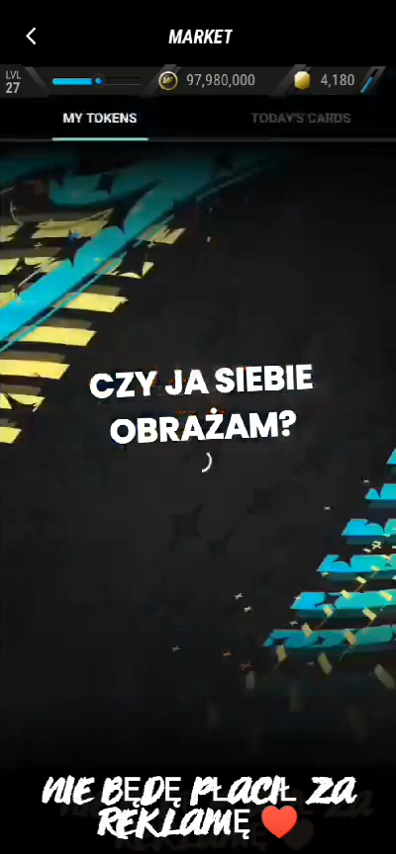 MARKET
LVL
27
97,980,000
4,180
MY TOKENS
TODAY'S CARDS
CZY JA SIEBIE
OBRAŻAM?
NIE BĘDĘ PŁACIŁ ZA
REKLAMĘ